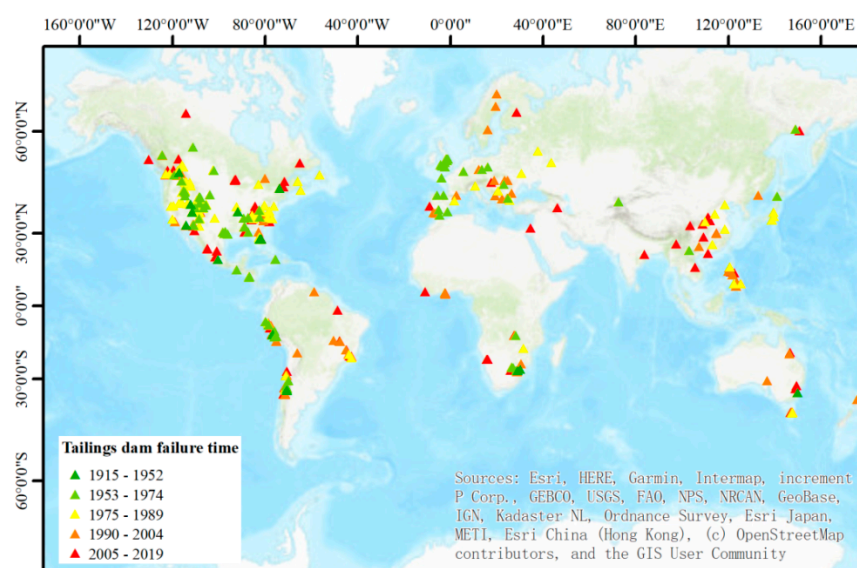 160°0'0"W 120°0'0"W 80°0'0"W 40°0'0"W 0°0'0" 40°0'0"E 80°0'0"E 120°0'0"E 160°0'0"E
60°0'0"N
30°0'0"N
0°0'0"
30°0'0"S
60°0'0"S
Tailings dam failure time
1915 - 1952
1953 - 1974
1975 - 1989
1990 - 2004
2005 - 2019
Sources: Esri, HERE, Garmin, Intermap, increment
P Corp., GEBCO, USGS, FAO, NPS, NRCAN, GeoBase,
IGN, Kadaster NL, Ordnance Survey, Esri Japan,
METI, Esri China (Hong Kong), (c) OpenStreetMap
contributors, and the GIS User Community